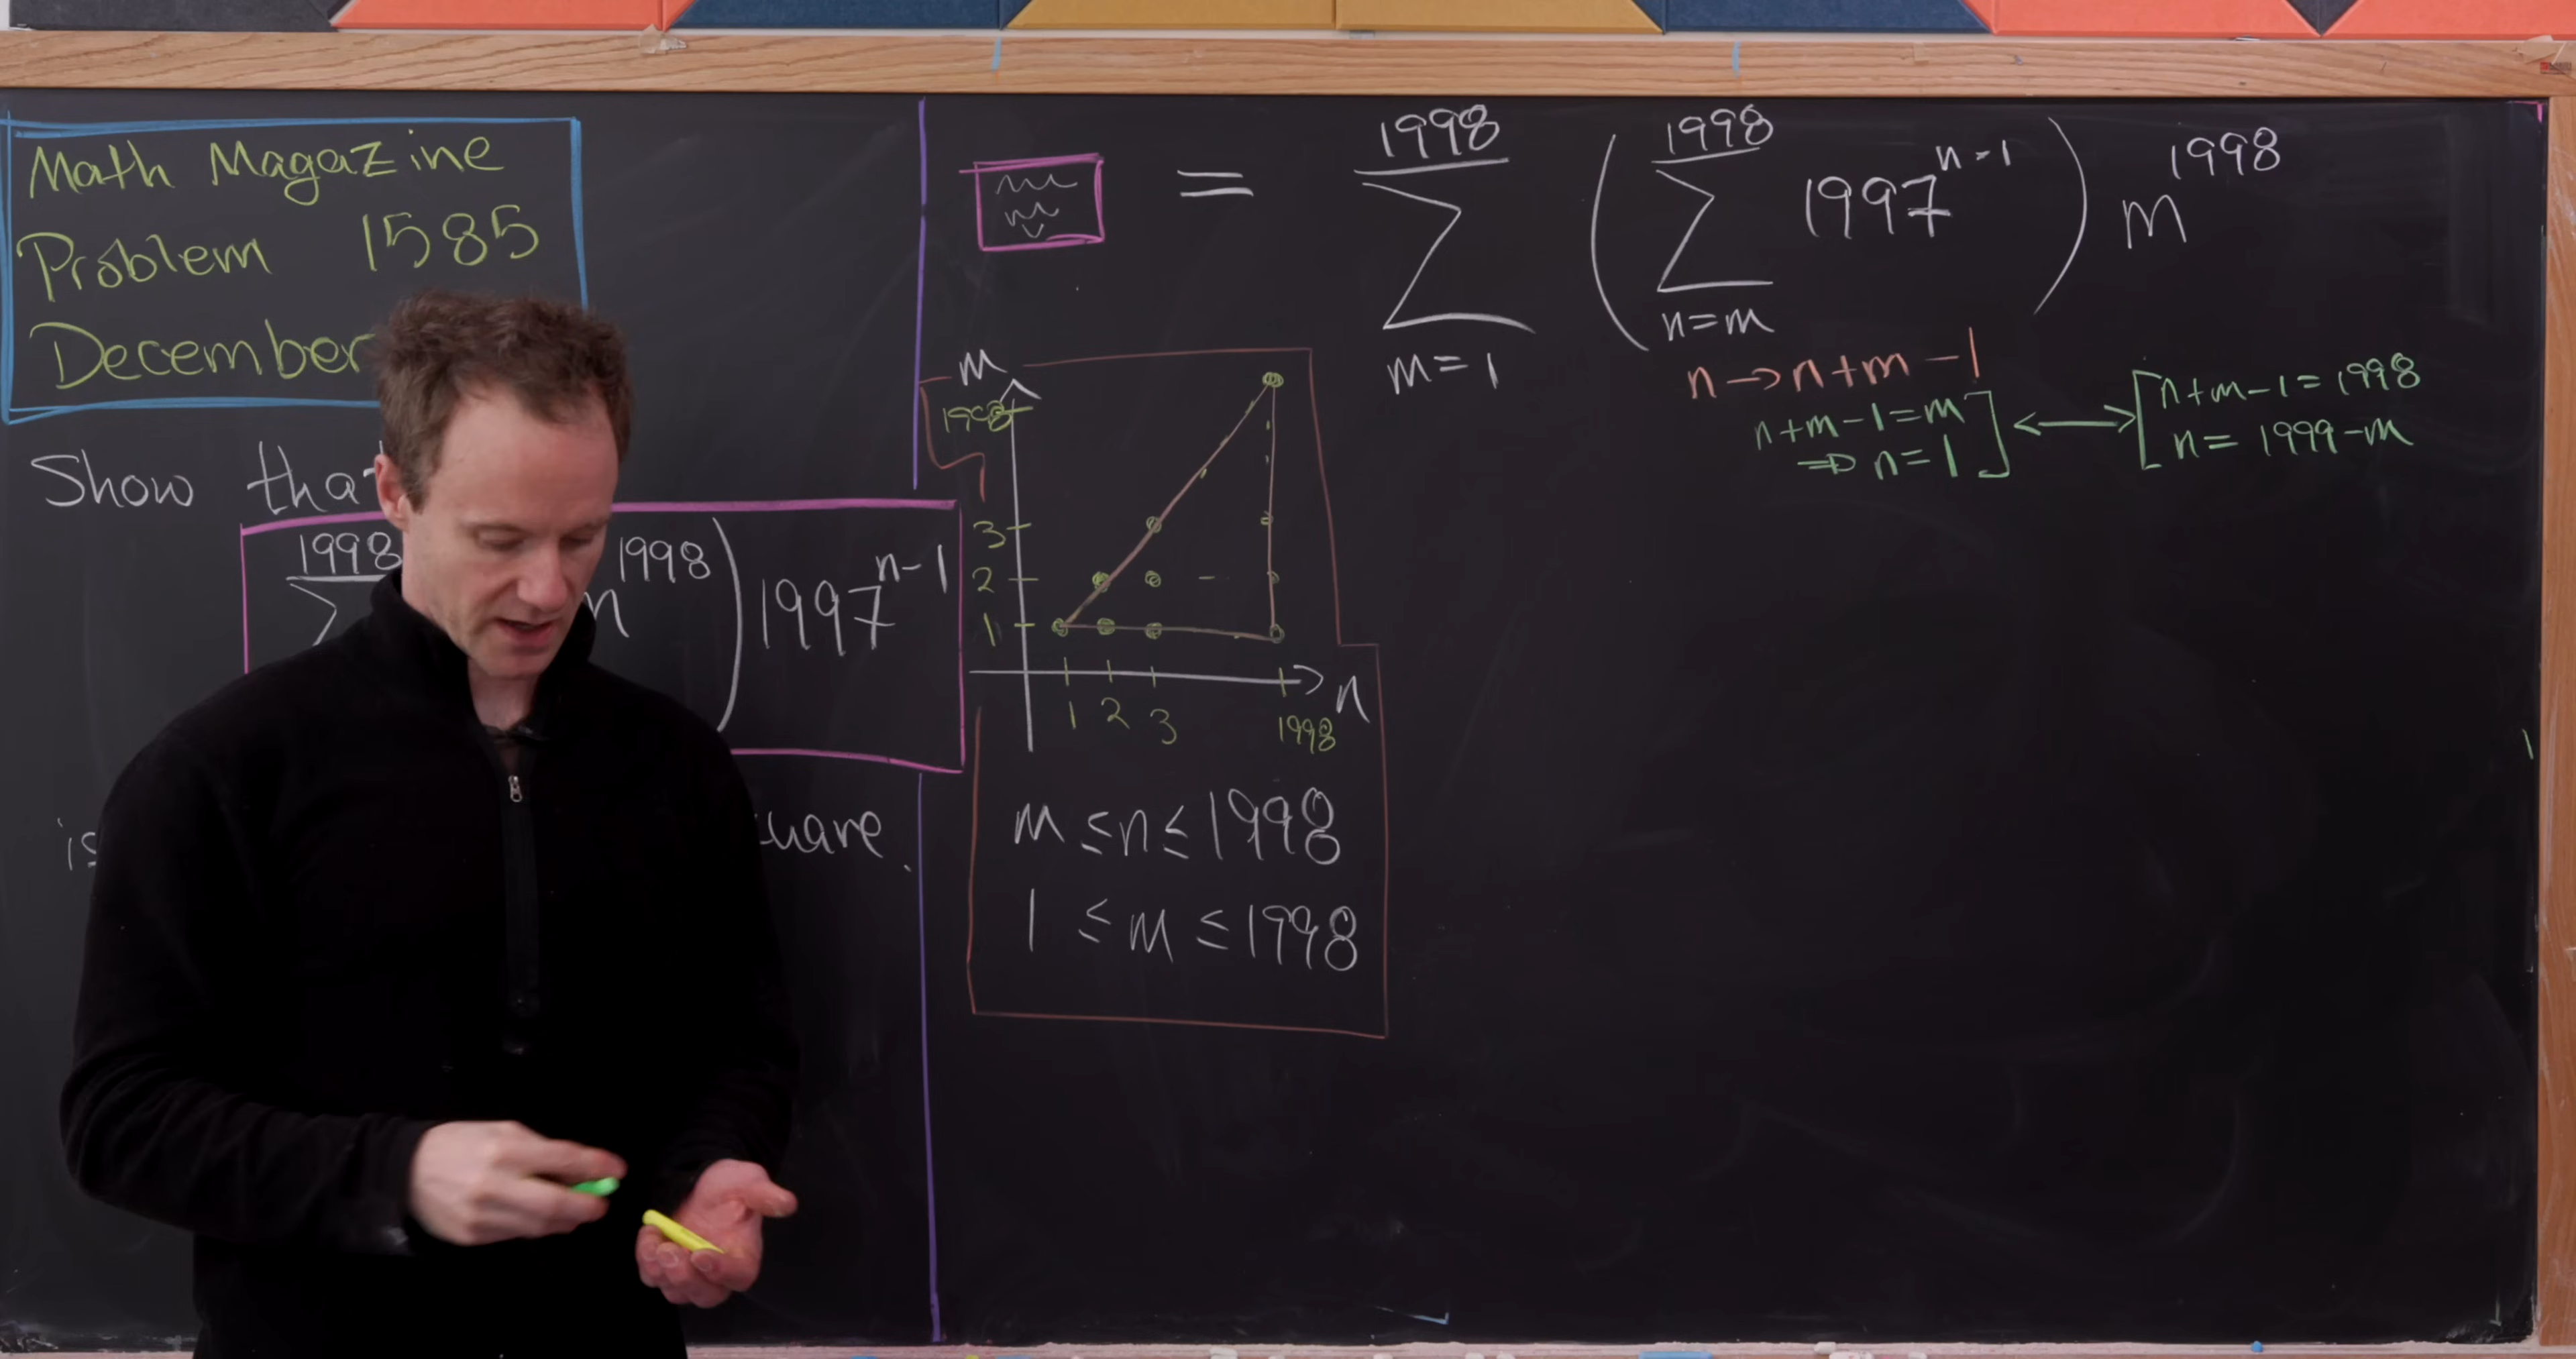 Math Magazine
Problem 1585
December
Show that
1998
∑ m^1998) 1997^(n-1)
is
square.
= ∑_{m=1}^{1998} (∑_{n=m}^{1998} 1997^(n-1)) m^1998
n → n+m-1
n+m-1=m
⇒ n=1] ⟷ [n+m-1=1998
n = 1999-m
m
1998
3
2
1
1 2 3 1998 n
m ≤ n ≤ 1998
1 ≤ m ≤ 1998